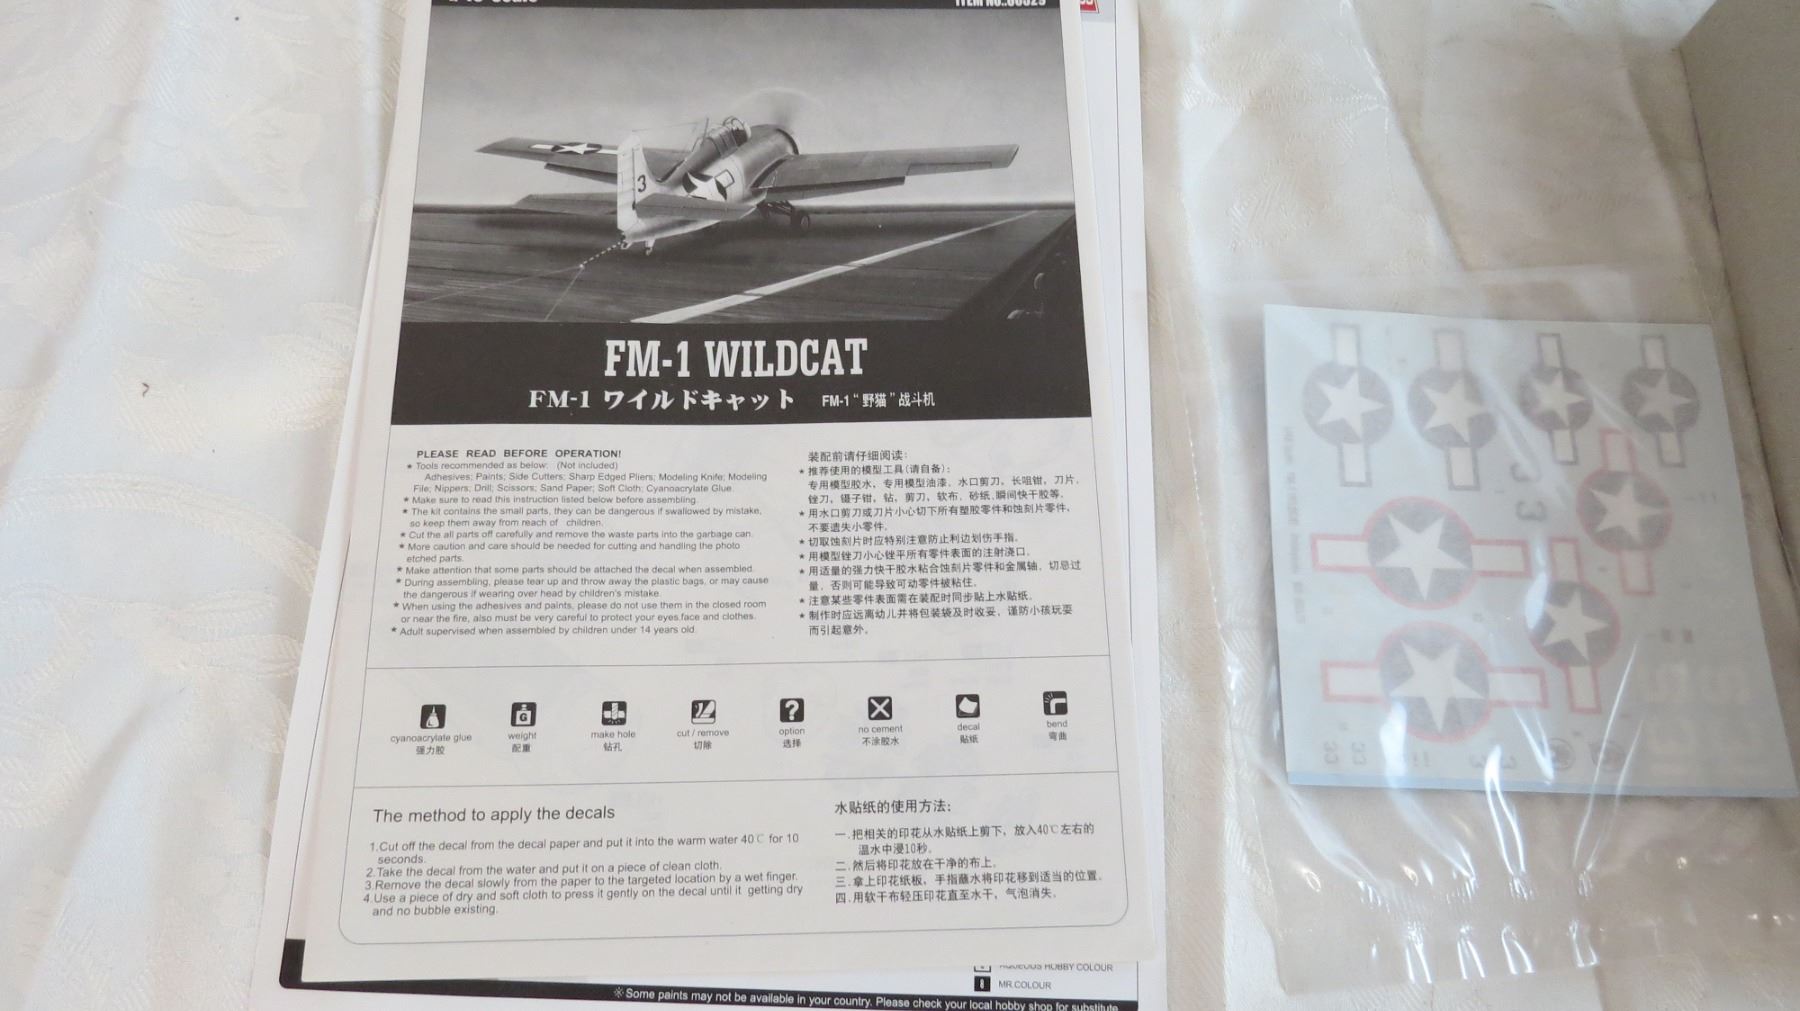 FM-1 WILDCAT
FM-1 ワイルドキャット FM-1“野猫”战斗机
PLEASE READ BEFORE OPERATION!
★ Tools recommended as below: (Not included)
Adhesives; Paints; Side Cutters; Sharp Edged Pliers; Modeling Knife; Modeling
File; Nippers; Drill; Scissors; Sand Paper; Soft Cloth; Cyanoacrylate Glue.
★ Make sure to read this instruction listed below before assembling.
★ The kit contains the small parts, they can be dangerous if swallowed by mistake,
so keep them away from reach of children.
★ Cut the all parts off carefully and remove the waste parts into the garbage can.
★ More caution and care should be needed for cutting and handling the photo
etched parts.
★ Make attention that some parts should be attached the decal when assembled.
★ During assembling, please tear up and throw away the plastic bags, or may cause
the dangerous if wearing over head by children's mistake.
★ When using the adhesives and paints, please do not use them in the closed room
or near the fire, also must be very careful to protect your eyes,face and clothes.
★ Adult supervised when assembled by children under 14 years old.
装配前请仔细阅读：
★ 推荐使用的模型工具(请自备)：
专用模型胶水、专用模型油漆、水口剪刀、长咀钳、刀片、
锉刀、镊子钳、钻、剪刀、软布、砂纸、瞬间快干胶等。
★ 用水口剪刀或刀片小心切下所有塑胶零件和蚀刻片零件，
不要遗失小零件。
★ 切取蚀刻片时应特别注意防止利边划伤手指。
★ 用模型锉刀小心锉平所有零件表面的注射浇口。
★ 用适量的强力快干胶水粘合蚀刻片零件和金属轴，切忌过
量，否则可能导致可动零件被粘住。
★ 注意某些零件表面需在装配时同步贴上水贴纸。
★ 制作时应远离幼儿并将包装袋及时收妥，谨防小孩玩耍
而引起意外。
cyanoacrylate glue
强力胶
weight
配重
make hole
钻孔
cut / remove
切除
option
选择
no cement
不涂胶水
decal
贴纸
bend
弯曲
The method to apply the decals
1.Cut off the decal from the decal paper and put it into the warm water 40℃ for 10
seconds.
2.Take the decal from the water and put it on a piece of clean cloth.
3.Remove the decal slowly from the paper to the targeted location by a wet finger.
4.Use a piece of dry and soft cloth to press it gently on the decal until it getting dry
and no bubble existing.
水贴纸的使用方法：
一.把相关的印花从水贴纸上剪下，放入40℃左右的
温水中浸10秒。
二.然后将印花放在干净的布上。
三.拿上印花纸板，手指蘸水将印花移到适当的位置。
四.用软干布轻压印花直至水干，气泡消失。
AQUEOUS HOBBY COLOUR
8 MR.COLOUR
※Some paints may not be available in your country. Please check your local hobby shop for substitute
3
33
33